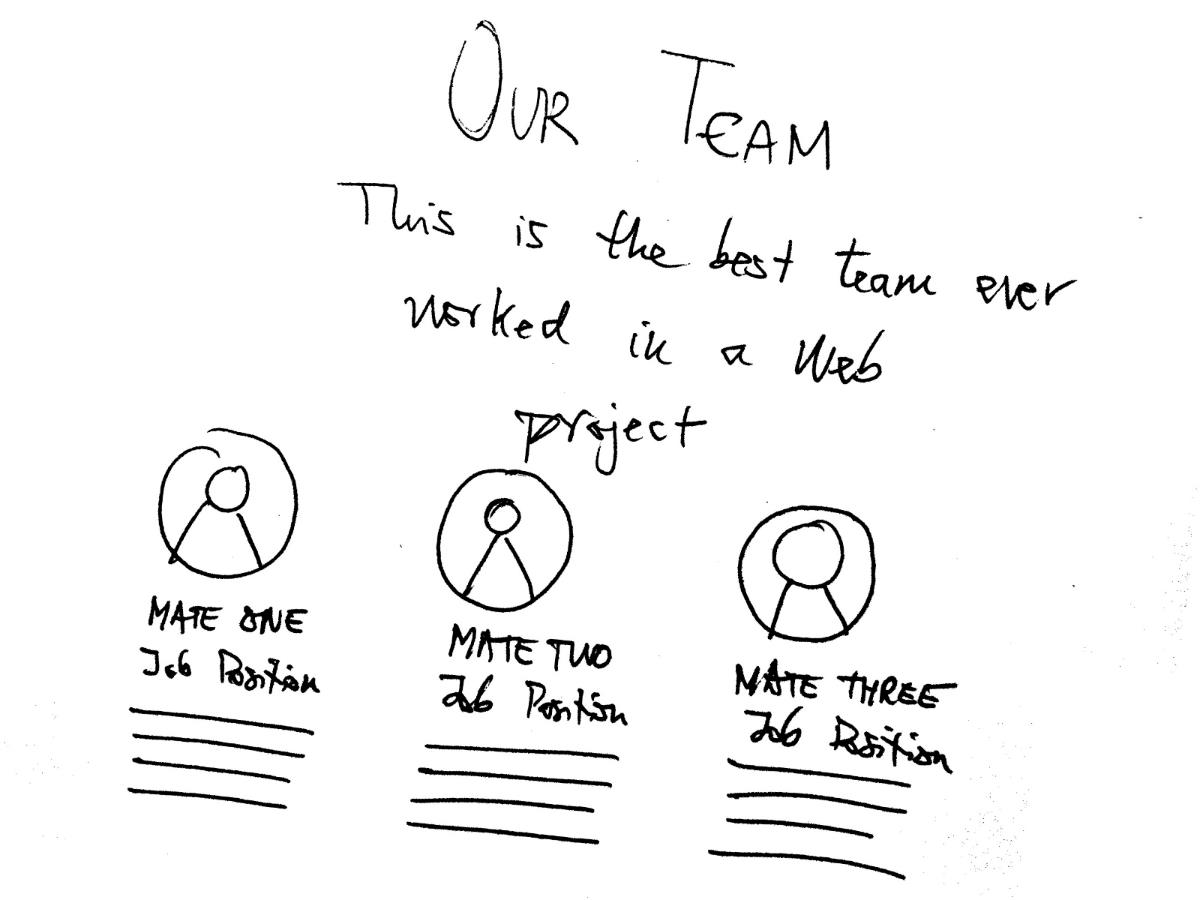 OUR TEAM
This is the best team ever
worked in a Web
project
MATE ONE
Job Position
MATE TWO
Job Position
MATE THREE
Job Position